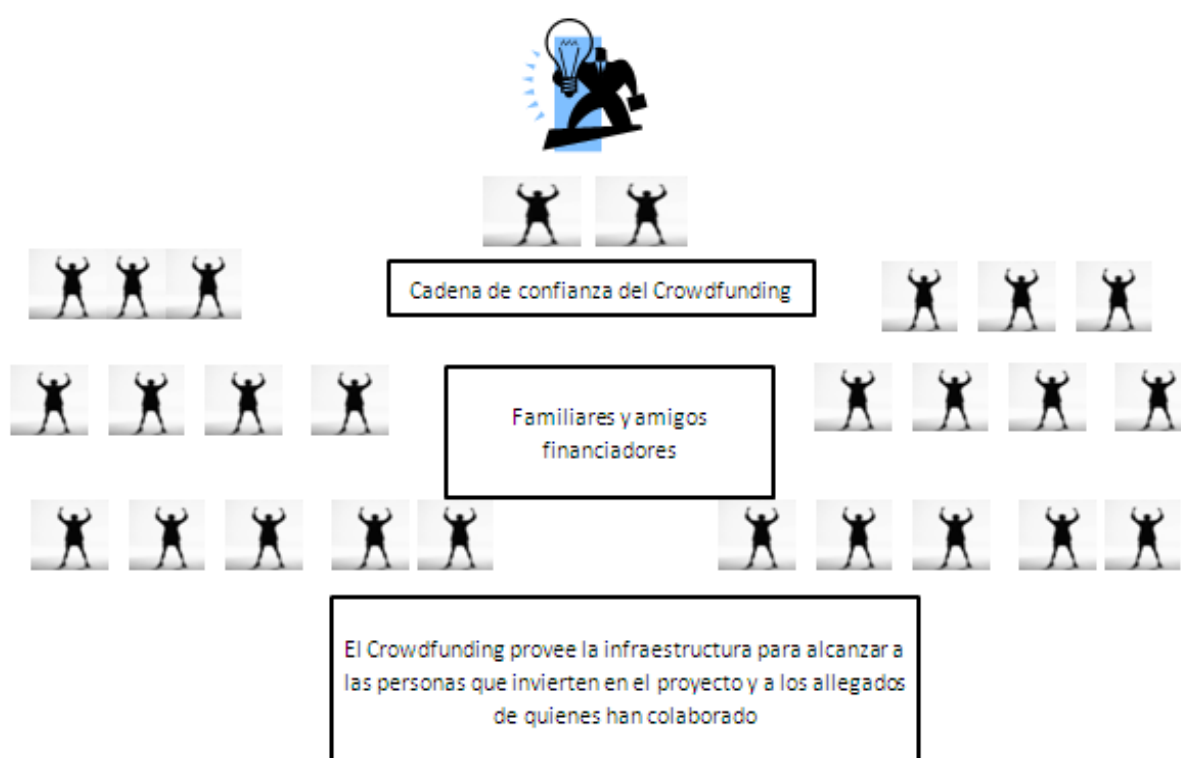 Cadena de confianza del Crowdfunding
Familiares y amigos
financiadores
El Crowdfunding provee la infraestructura para alcanzar a
las personas que invierten en el proyecto y a los allegados
de quienes han colaborado